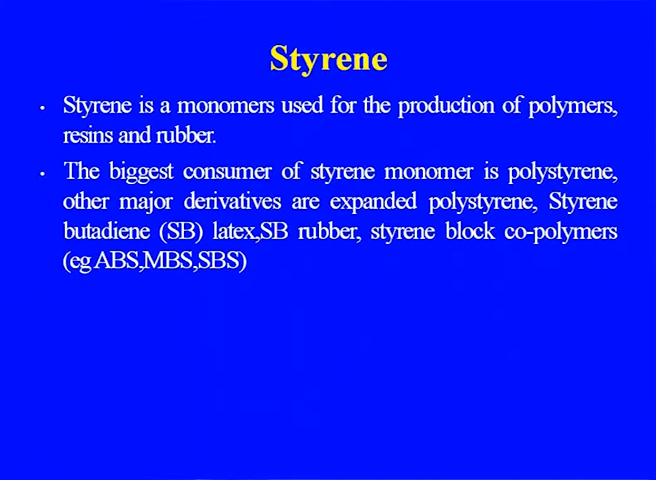 Styrene
• Styrene is a monomers used for the production of polymers,
resins and rubber.
• The biggest consumer of styrene monomer is polystyrene,
other major derivatives are expanded polystyrene, Styrene
butadiene (SB) latex,SB rubber, styrene block co-polymers
(eg ABS,MBS,SBS)